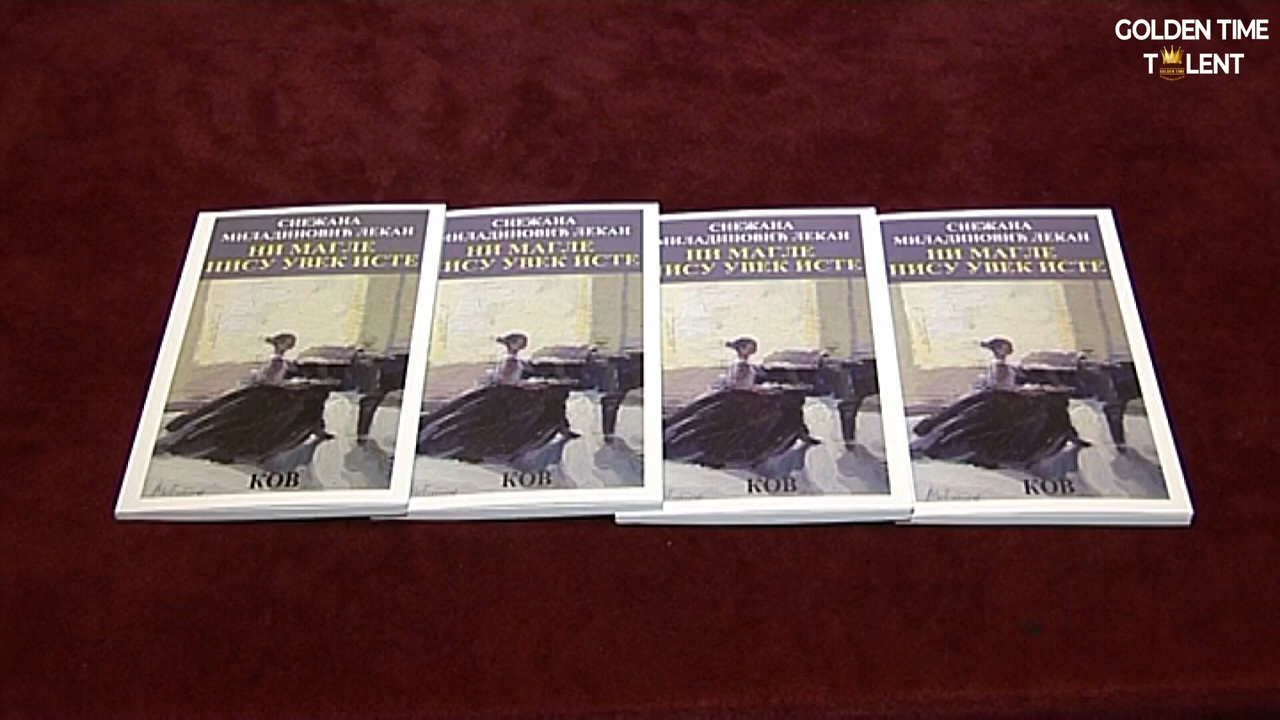 GOLDEN TIME
T LENT
СНЕЖАНА
МИЛАДИНОВИЋ ЛЕКАН
НИ МАГЛЕ
НИСУ УВЕК ИСТЕ
КОВ
СНЕЖАНА
МИЛАДИНОВИЋ ЛЕКАН
НИ МАГЛЕ
НИСУ УВЕК ИСТЕ
КОВ
СНЕЖАНА
МИЛАДИНОВИЋ ЛЕКАН
НИ МАГЛЕ
НИСУ УВЕК ИСТЕ
КОВ
СНЕЖАНА
МИЛАДИНОВИЋ ЛЕКАН
НИ МАГЛЕ
НИСУ УВЕК ИСТЕ
КОВ